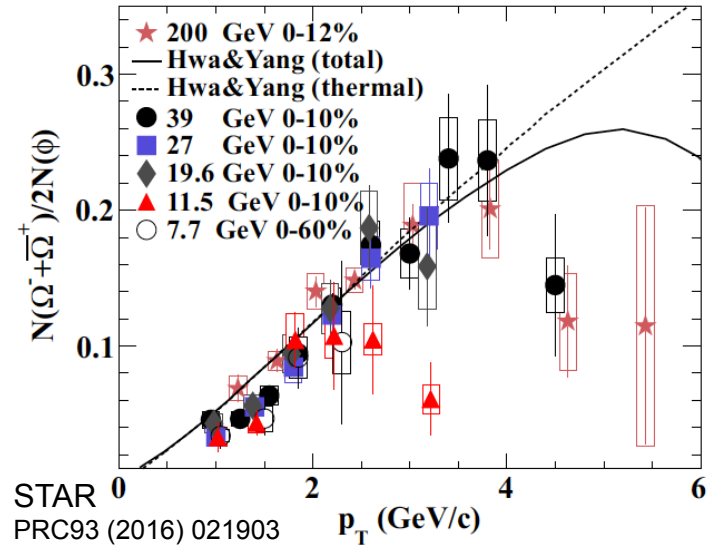 N(Ω⁻+Ω̅⁺)/2N(ϕ)
0.3
0.2
0.1
200 GeV 0-12%
Hwa&Yang (total)
Hwa&Yang (thermal)
39 GeV 0-10%
27 GeV 0-10%
19.6 GeV 0-10%
11.5 GeV 0-10%
7.7 GeV 0-60%
0 2 4 6
p_T (GeV/c)
STAR
PRC93 (2016) 021903